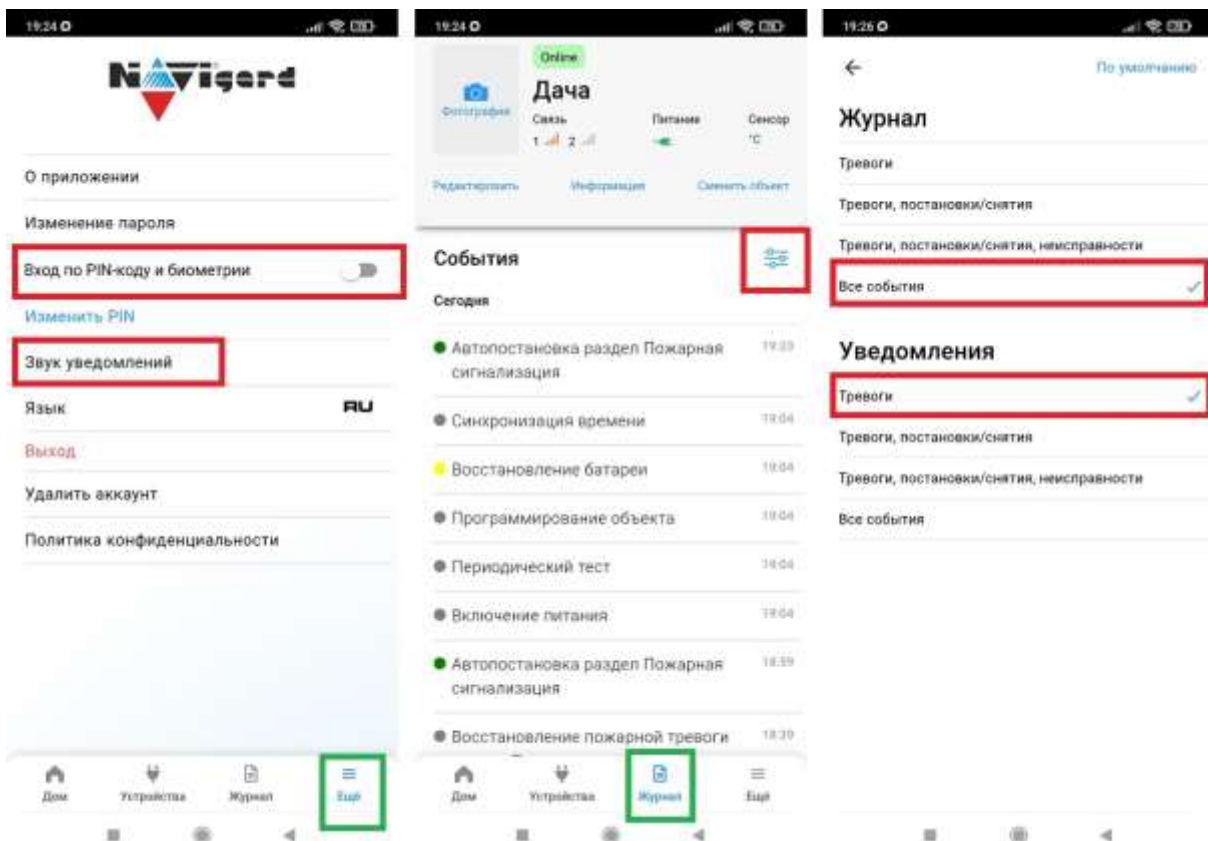 19:24
Navigard
О приложении
Изменение пароля
Вход по PIN-коду и биометрии
Изменить PIN
Звук уведомлений
Язык RU
Выход
Удалить аккаунт
Политика конфиденциальности
Дом Устройства Журнал Ещё
19:24
Online
Фотография
Дача
Связь Питание Сенсор
1 2 °C
Редактировать Информация Сменить объект
События
Сегодня
Автопостановка раздел Пожарная
сигнализация
Синхронизация времени 19:04
Восстановление батареи 19:04
Программирование объекта 19:04
Периодический тест 19:04
Включение питания 19:04
Автопостановка раздел Пожарная 18:59
сигнализация
Восстановление пожарной тревоги
Дом Устройства Журнал Ещё
19:26
По умолчанию
Журнал
Тревоги
Тревоги, постановки/снятия
Тревоги, постановки/снятия, неисправности
Все события
Уведомления
Тревоги
Тревоги, постановки/снятия
Тревоги, постановки/снятия, неисправности
Все события